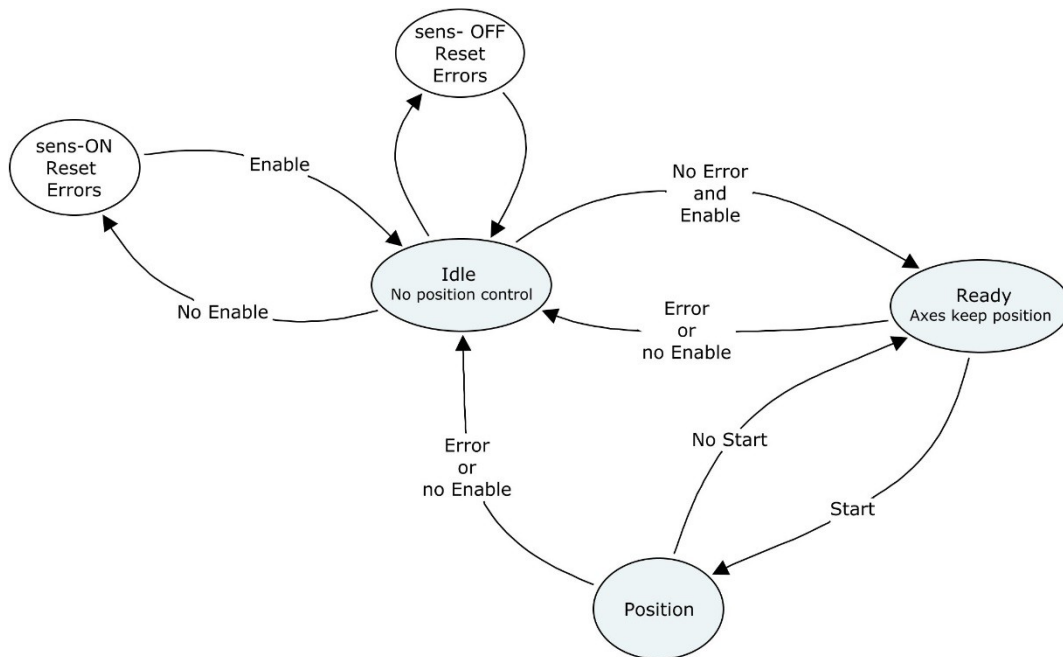 sens- OFF
Reset
Errors
sens-ON
Reset
Errors
Enable
No Error
and
Enable
Idle
No position control
No Enable
Error
or
no Enable
Ready
Axes keep position
Error
or
no Enable
No Start
Start
Position